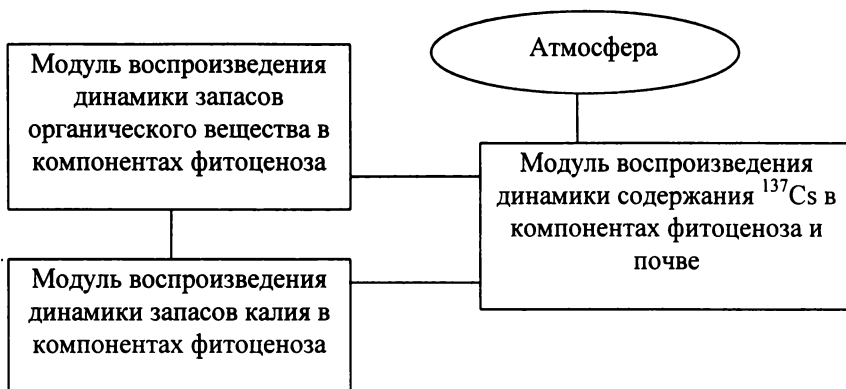 Атмосфера
Модуль воспроизведения
динамики запасов
органического вещества в
компонентах фитоценоза
Модуль воспроизведения
динамики содержания ¹³⁷Cs в
компонентах фитоценоза и
почве
Модуль воспроизведения
динамики запасов калия в
компонентах фитоценоза